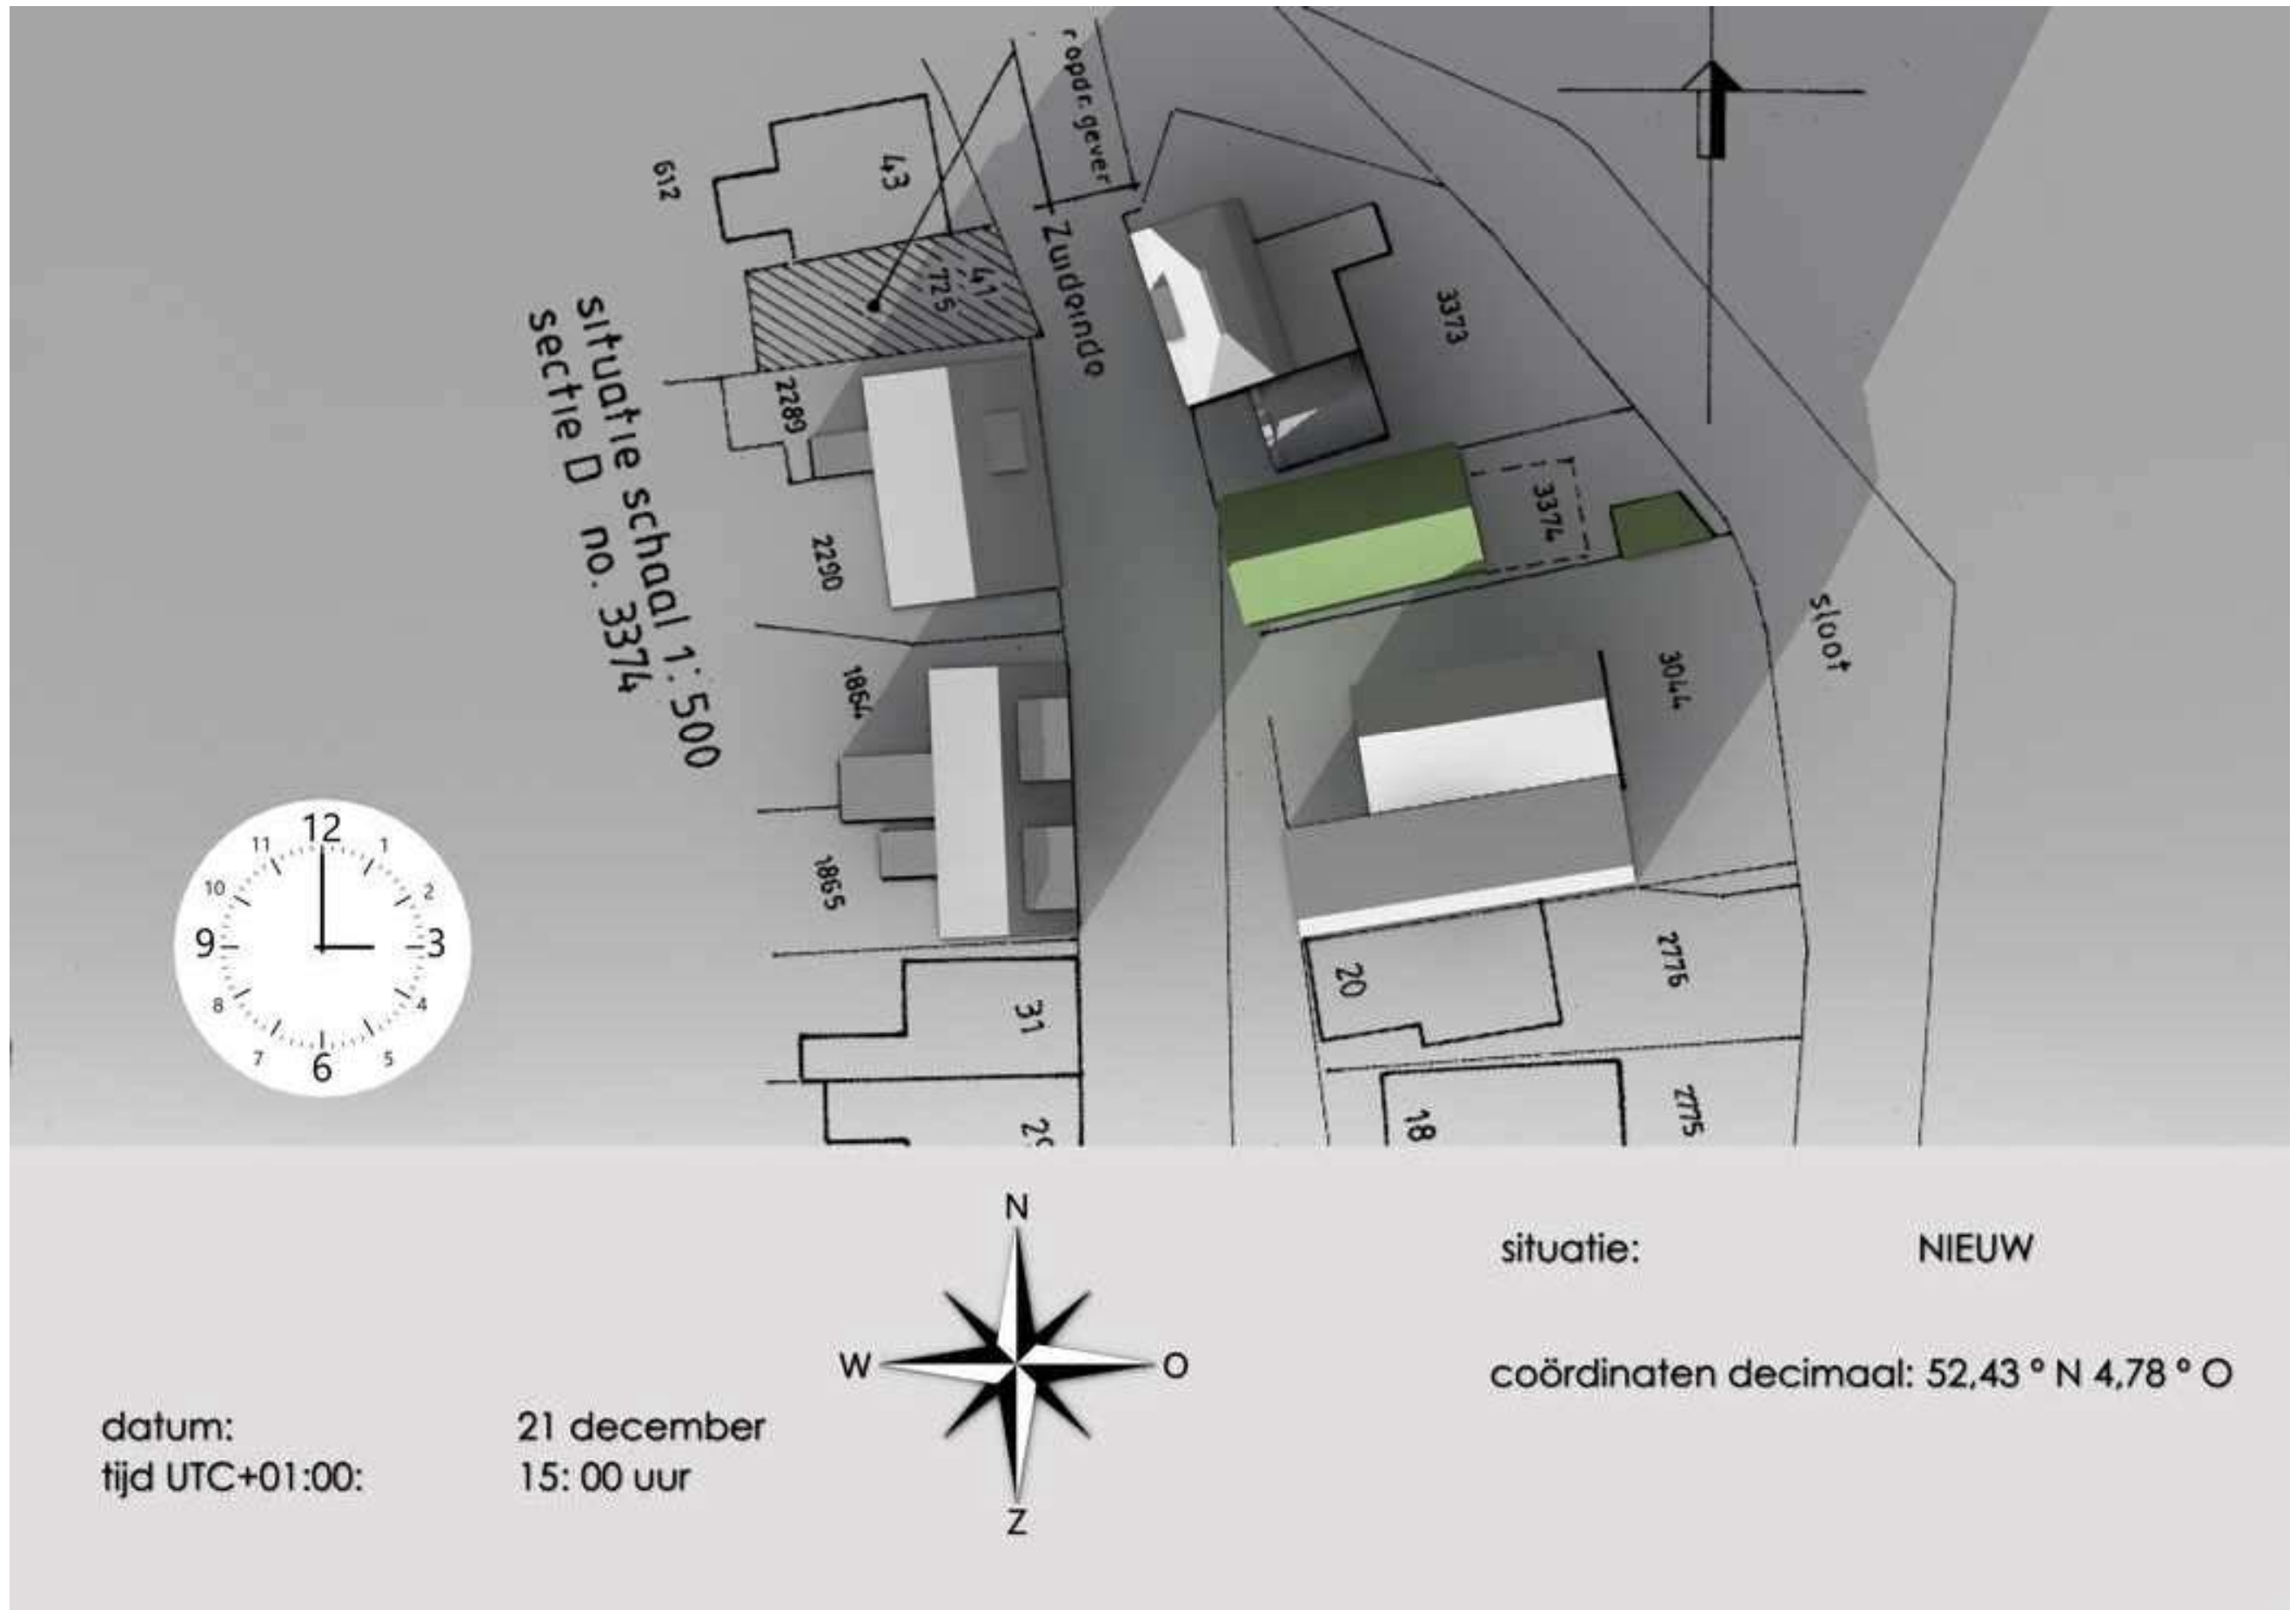 r opdr. gever
43
612
Zuideinde
41
725
3373
situatie schaal 1:500
sectie D no. 3374
2289
3374
2290
sloot
3044
1864
1865
2776
20
31
2775
18
12
1
2
3
4
5
6
7
8
9
10
11
N
W
O
Z
situatie: NIEUW
coördinaten decimaal: 52,43 º N 4,78 º O
datum: 21 december
tijd UTC+01:00: 15: 00 uur